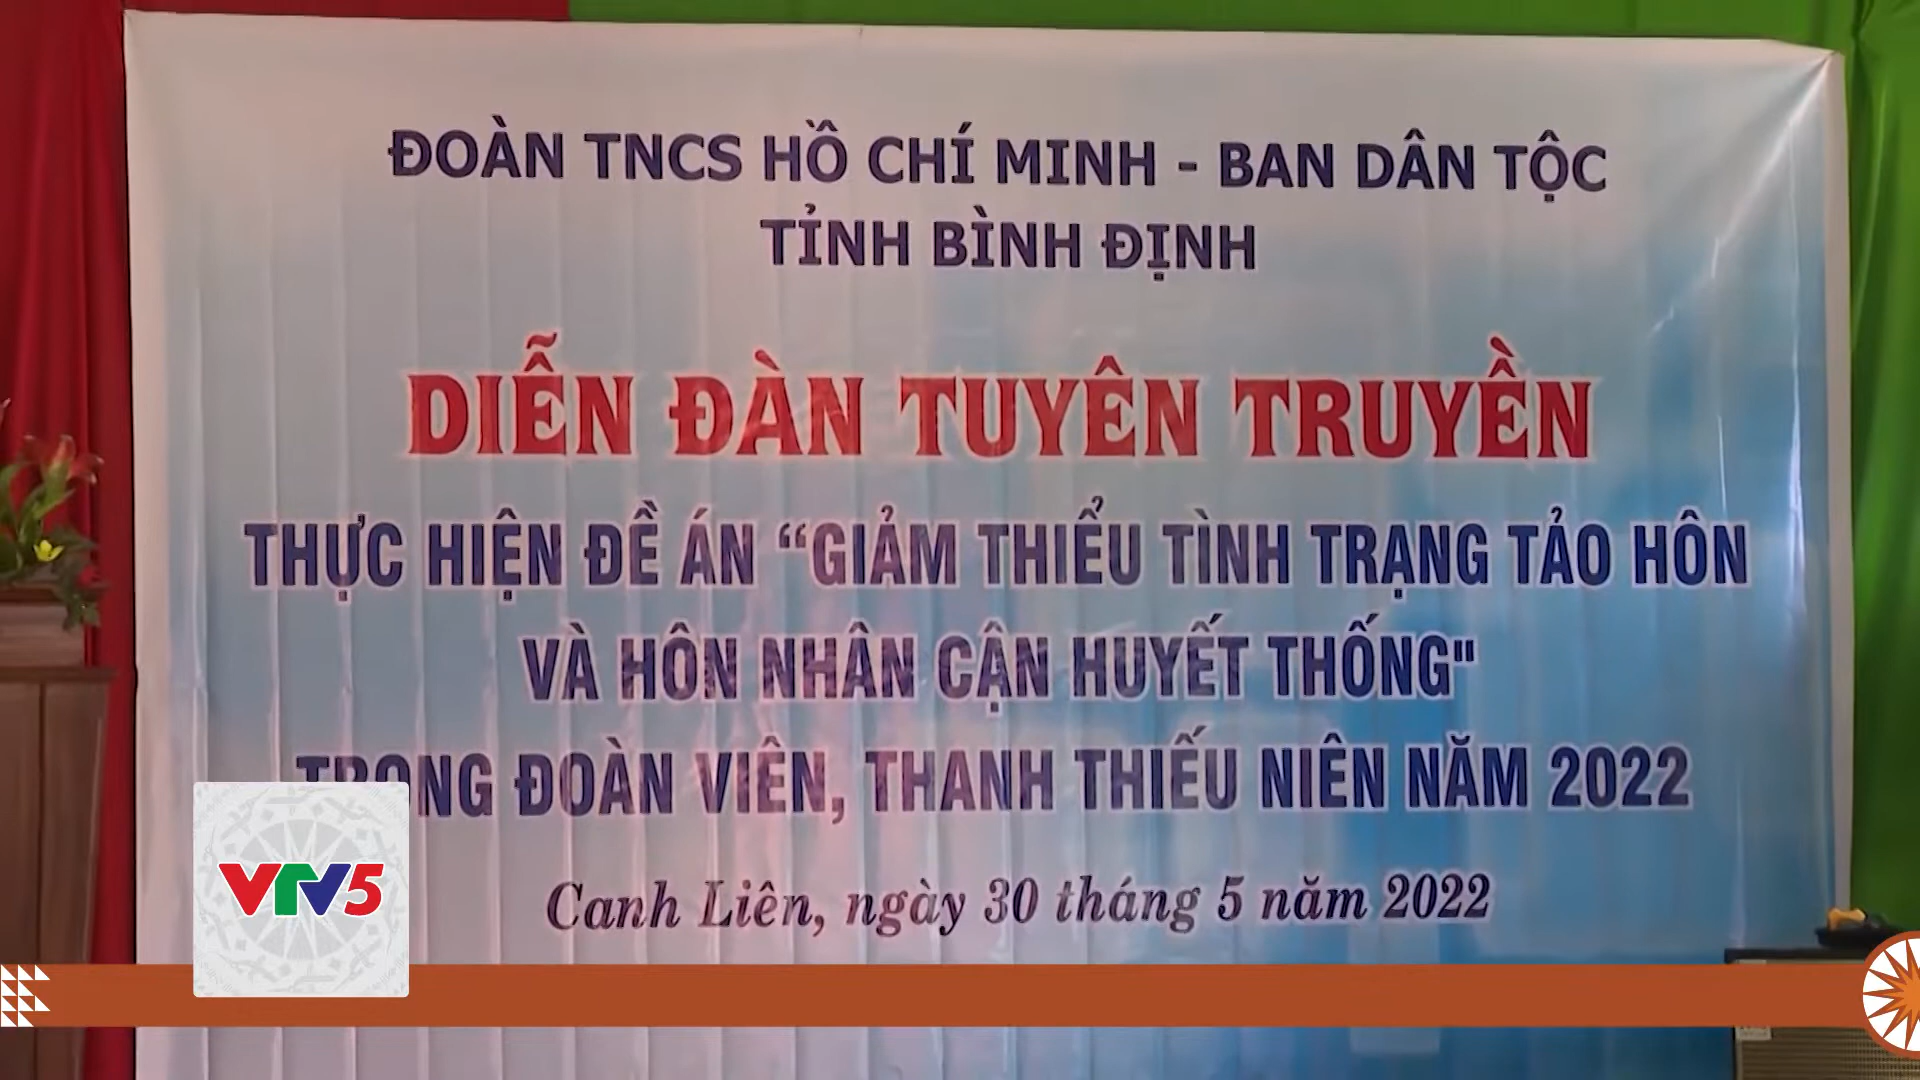 ĐOÀN TNCS HỒ CHÍ MINH - BAN DÂN TỘC
TỈNH BÌNH ĐỊNH
DIỄN ĐÀN TUYÊN TRUYỀN
THỰC HIỆN ĐỀ ÁN “GIẢM THIỂU TÌNH TRẠNG TẢO HÔN
VÀ HÔN NHÂN CẬN HUYẾT THỐNG"
TRONG ĐOÀN VIÊN, THANH THIẾU NIÊN NĂM 2022
Canh Liên, ngày 30 tháng 5 năm 2022
VTV5